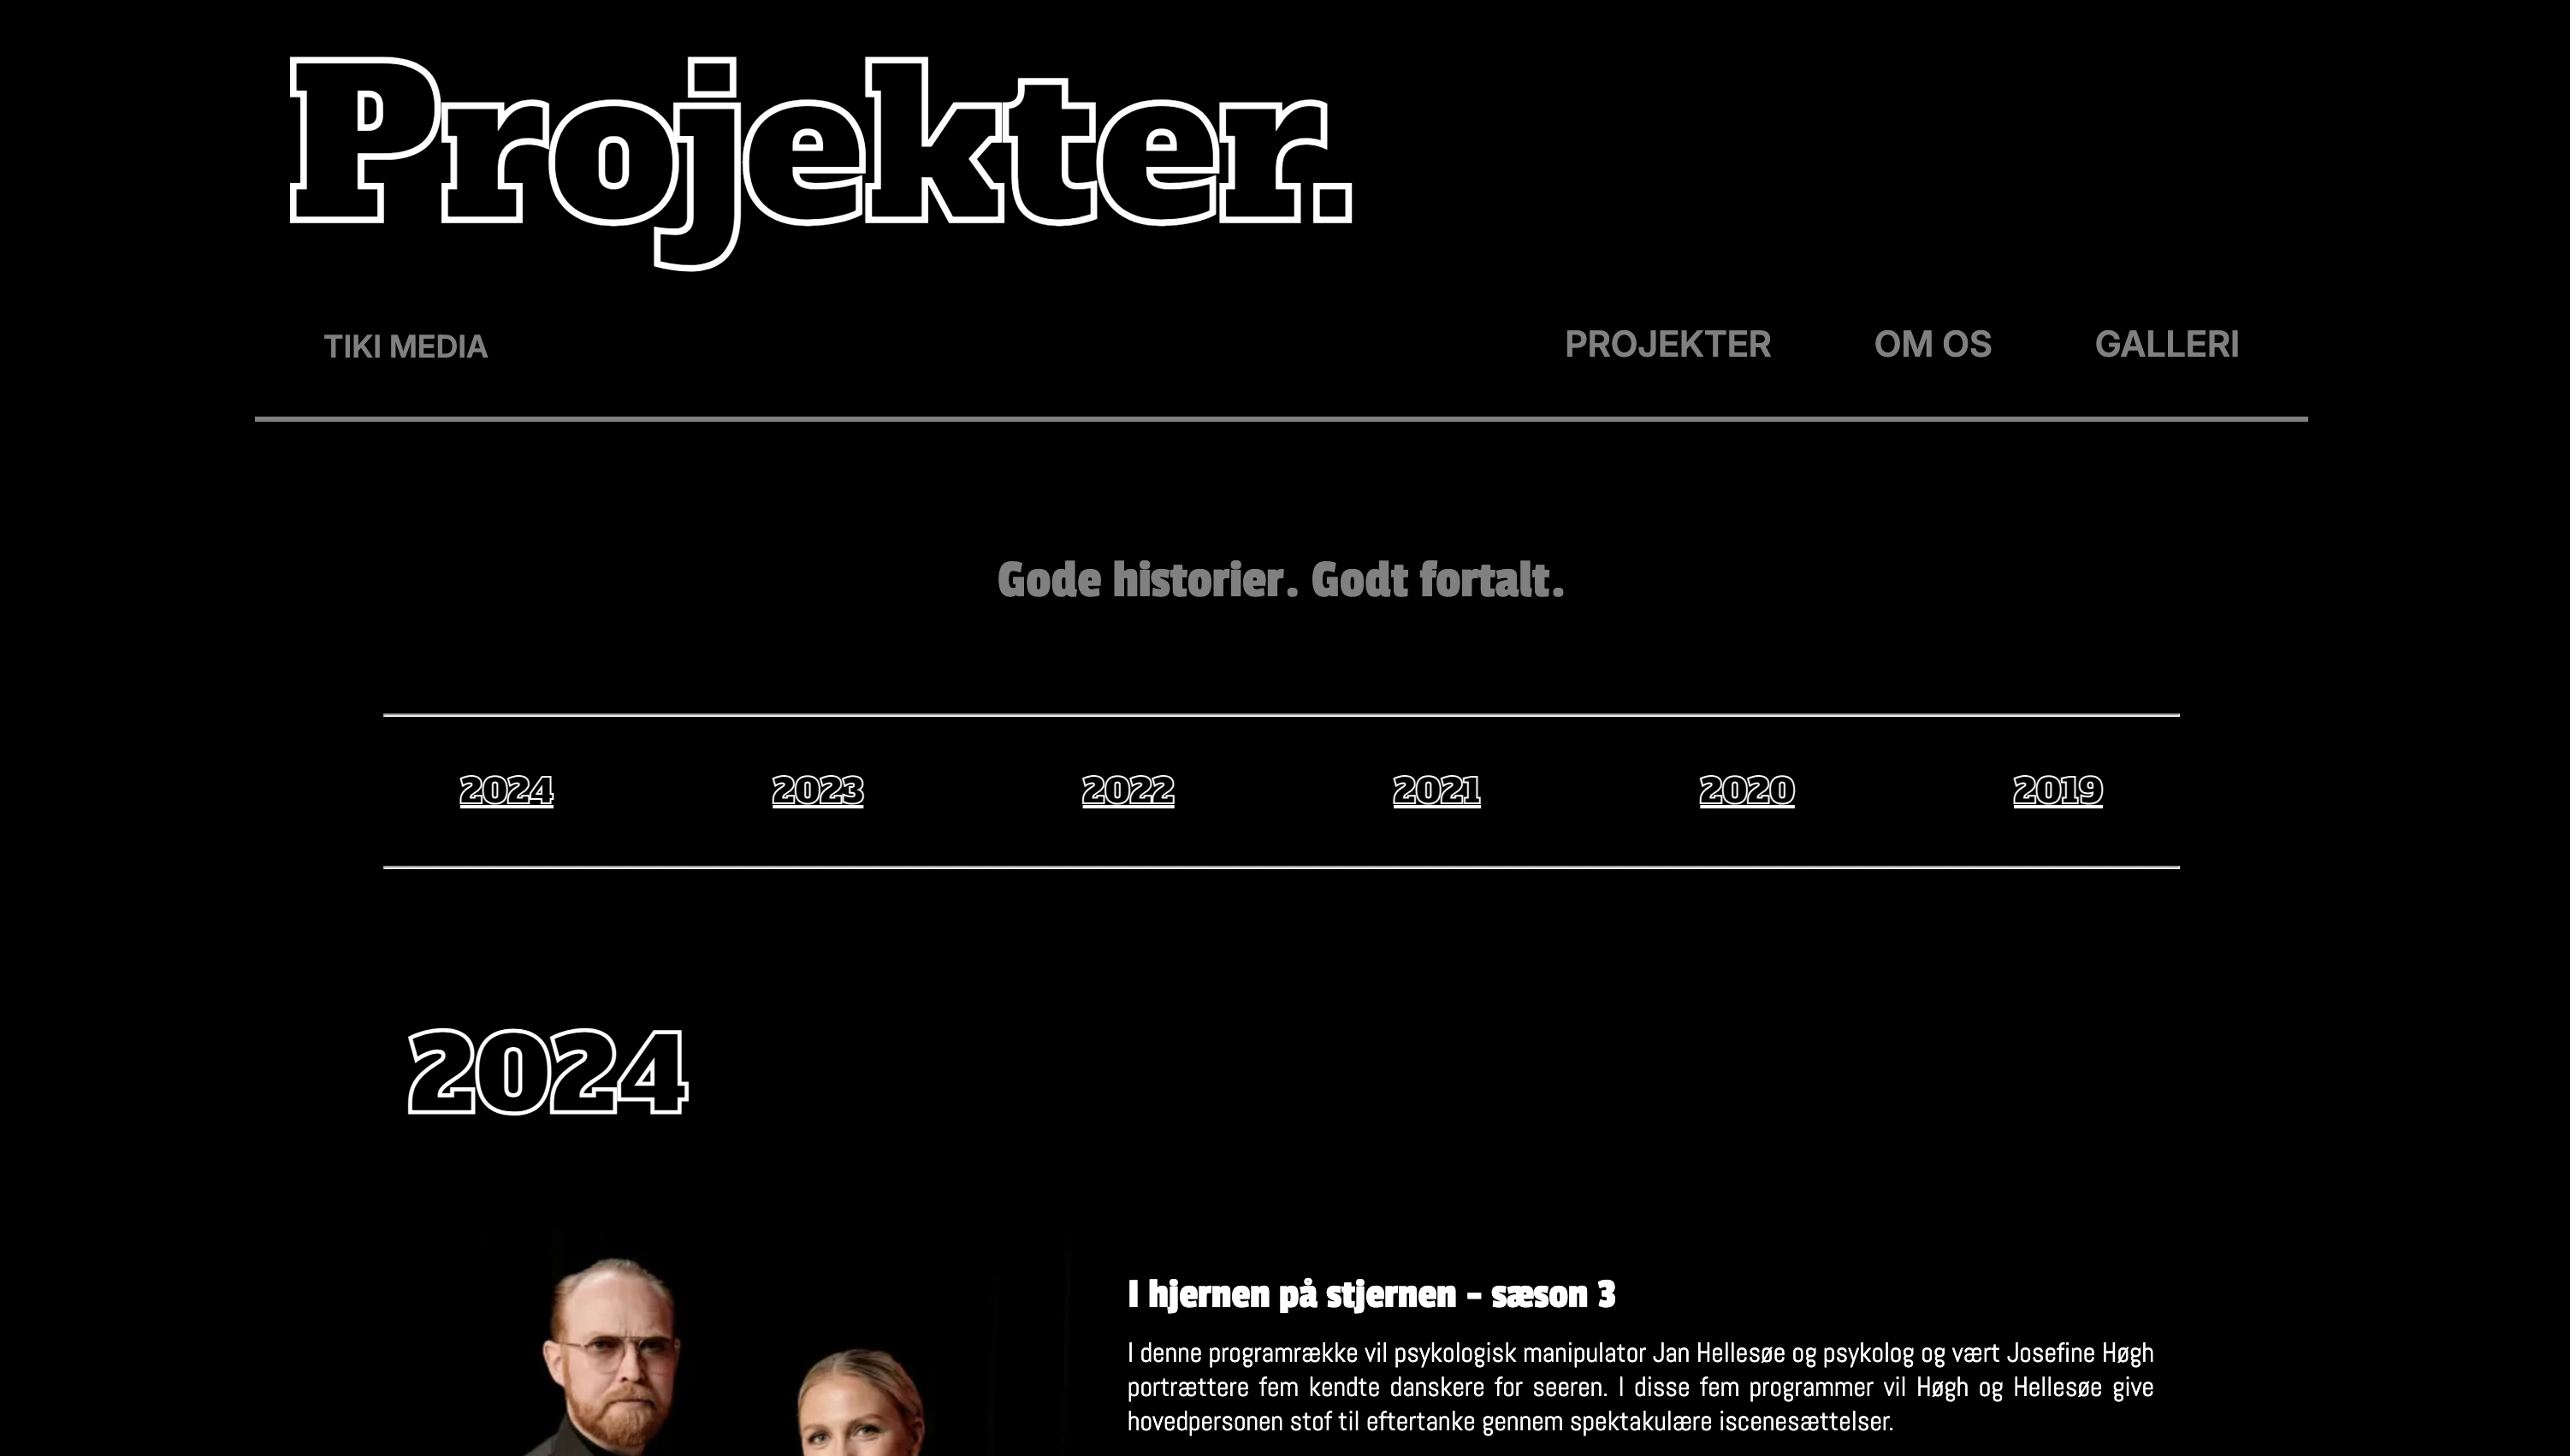 Projekter.
TIKI MEDIA
PROJEKTER
OM OS
GALLERI
Gode historier. Godt fortalt.
2024
2023
2022
2021
2020
2019
2024
I hjernen på stjernen - sæson 3
I denne programrække vil psykologisk manipulator Jan Hellesøe og psykolog og vært Josefine Høgh
portrættere fem kendte danskere for seeren. I disse fem programmer vil Høgh og Hellesøe give
hovedpersonen stof til eftertanke gennem spektakulære iscenesættelser.